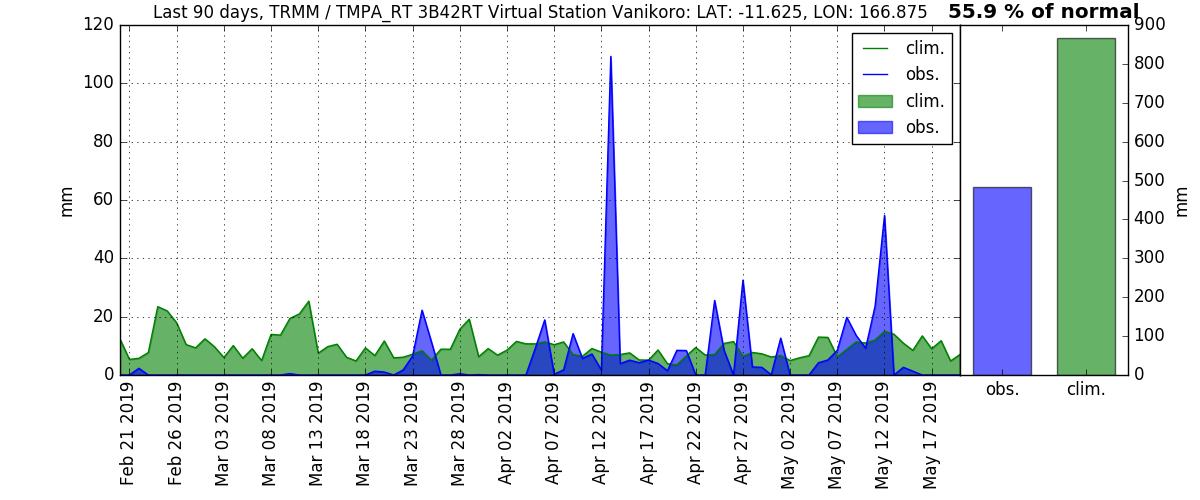 Last 90 days, TRMM / TMPA_RT 3B42RT Virtual Station Vanikoro: LAT: -11.625, LON: 166.875
55.9 % of normal
120
100
80
60
40
20
0
mm
clim.
obs.
clim.
obs.
900
800
700
600
500
400
300
200
100
0
mm
Feb 21 2019
Feb 26 2019
Mar 03 2019
Mar 08 2019
Mar 13 2019
Mar 18 2019
Mar 23 2019
Mar 28 2019
Apr 02 2019
Apr 07 2019
Apr 12 2019
Apr 17 2019
Apr 22 2019
Apr 27 2019
May 02 2019
May 07 2019
May 12 2019
May 17 2019
obs.
clim.